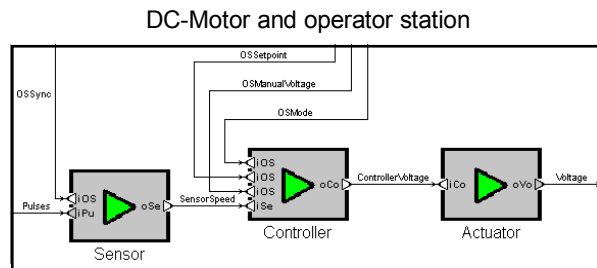 DC-Motor and operator station
OSSetpoint
OSManualVoltage
OSMode
OSSync
iOS
iOS
iOS
iSe
oCo
ControllerVoltage
iCo
oVo
Voltage
iOS
iPu
oSe
SensorSpeed
Pulses
Sensor
Controller
Actuator